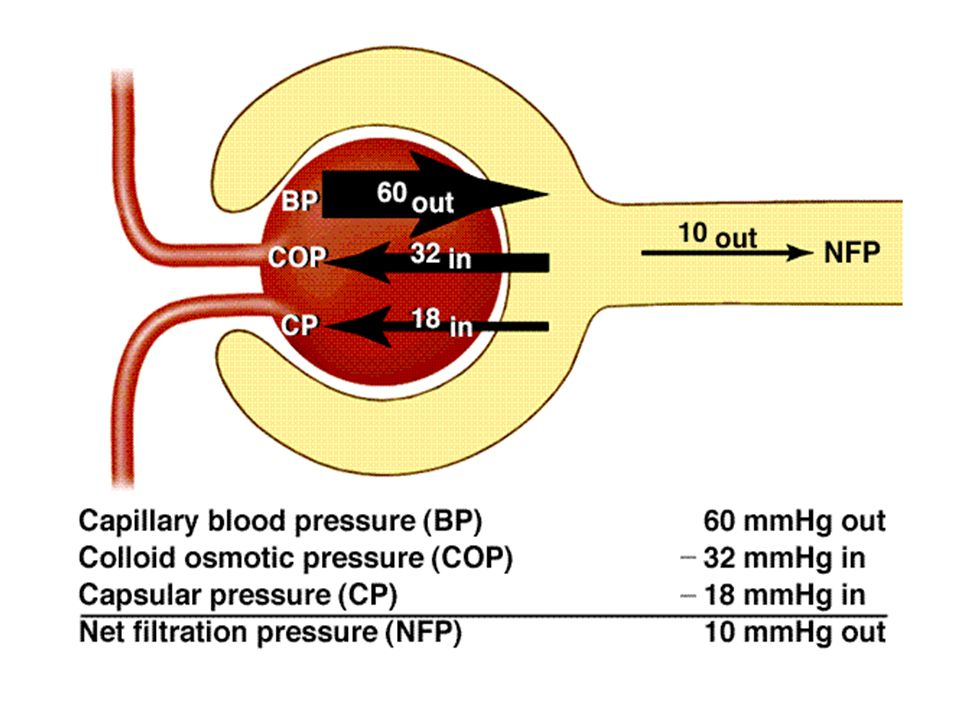 BP 60 out
COP 32 in
CP 18 in
10 out NFP
Capillary blood pressure (BP) 60 mmHg out
Colloid osmotic pressure (COP) – 32 mmHg in
Capsular pressure (CP) – 18 mmHg in
Net filtration pressure (NFP) 10 mmHg out